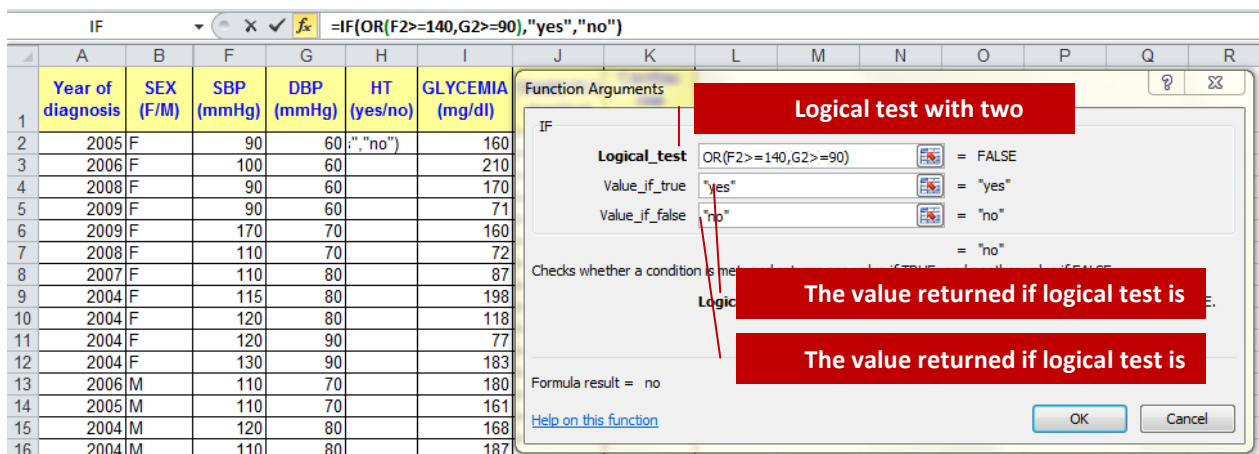 IF fx =IF(OR(F2>=140,G2>=90),"yes","no")
A B F G H I J K L M N O P Q R
1 Year of diagnosis SEX (F/M) SBP (mmHg) DBP (mmHg) HT (yes/no) GLYCEMIA (mg/dl)
2 2005 F 90 60 ;","no") 160
3 2006 F 100 60 210
4 2008 F 90 60 170
5 2009 F 90 60 71
6 2009 F 170 70 160
7 2008 F 110 70 72
8 2007 F 110 80 87
9 2004 F 115 80 198
10 2004 F 120 80 118
11 2004 F 120 90 77
12 2004 F 130 90 183
13 2006 M 110 70 180
14 2005 M 110 70 161
15 2004 M 120 80 168
16 2004 M 110 80 187
Function Arguments ?
Logical test with two
IF
Logical_test OR(F2>=140,G2>=90) = FALSE
Value_if_true "yes" = "yes"
Value_if_false "no" = "no"
= "no"
Checks whether a condition is
The value returned if logical test is
Logic E.
The value returned if logical test is
Formula result = no
Help on this function
OK Cancel